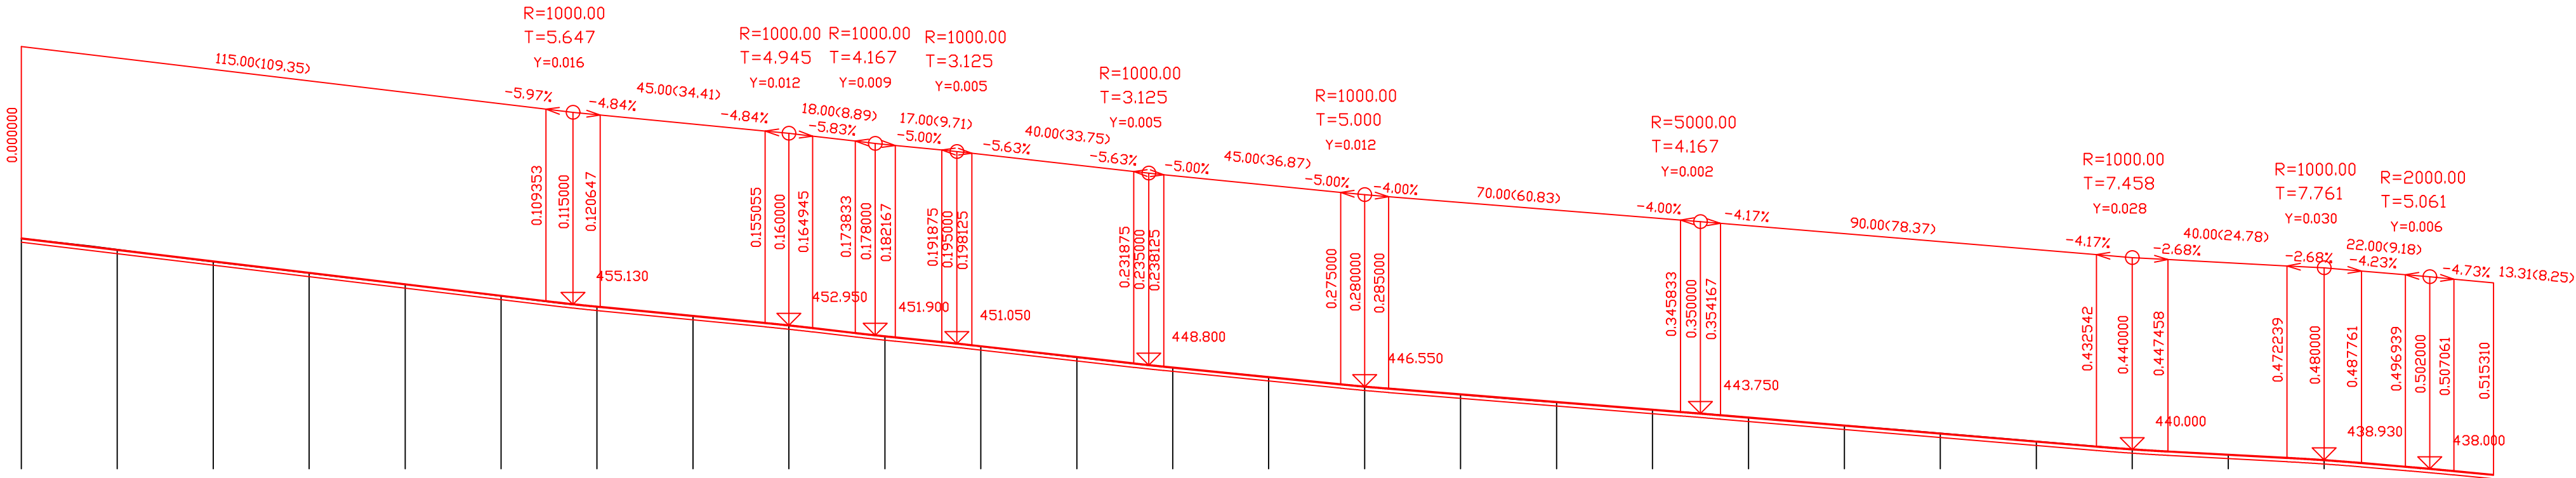 R=1000.00
T=5.647
Y=0.016
R=1000.00
T=4.945
Y=0.012
R=1000.00
T=4.167
Y=0.009
R=1000.00
T=3.125
Y=0.005
R=1000.00
T=3.125
Y=0.005
R=1000.00
T=5.000
Y=0.012
R=5000.00
T=4.167
Y=0.002
R=1000.00
T=7.458
Y=0.028
R=1000.00
T=7.761
Y=0.030
R=2000.00
T=5.061
Y=0.006
115.00(109.35)
-5.97%
-4.84%
45.00(34.41)
-4.84%
18.00(8.89)
-5.83%
17.00(9.71)
-5.00%
40.00(33.75)
-5.63%
-5.63%
45.00(36.87)
-5.00%
-5.00%
-4.00%
70.00(60.83)
-4.00%
-4.17%
90.00(78.37)
-4.17%
-2.68%
40.00(24.78)
-2.68%
22.00(9.18)
-4.23%
-4.73%
13.31(8.25)
0.000000
0.109353
0.115000
0.120647
0.155055
0.160000
0.164945
0.173833
0.178000
0.182167
0.191875
0.195000
0.198125
0.231875
0.235000
0.238125
0.275000
0.280000
0.285000
0.345833
0.350000
0.354167
0.432542
0.440000
0.447458
0.472239
0.480000
0.487761
0.496939
0.502000
0.507061
0.515310
455.130
452.950
451.900
451.050
448.800
446.550
443.750
440.000
438.930
438.000